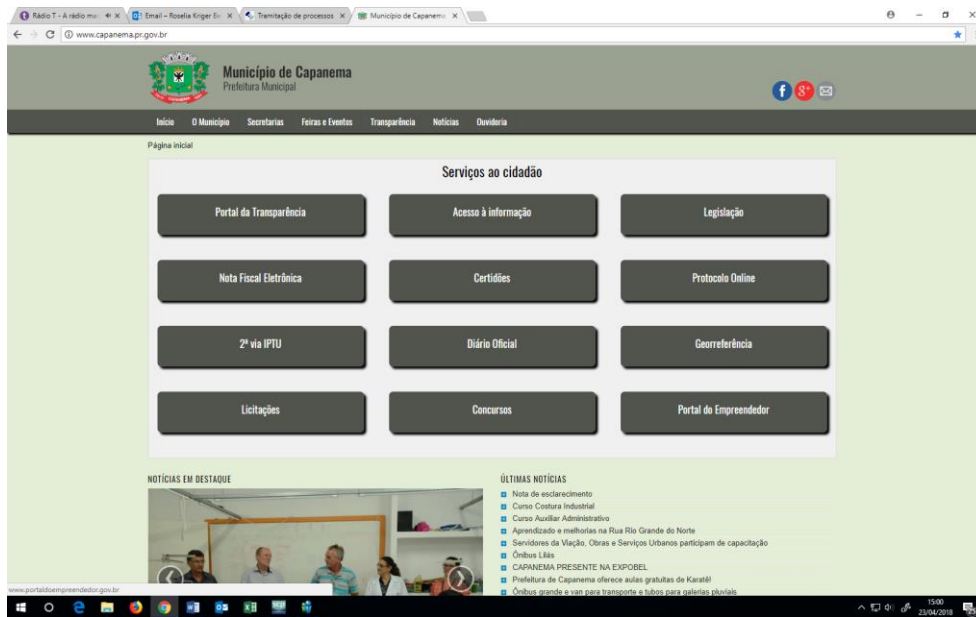 Rádio T - A rádio mai
Email – Roselia Kriger Be
Tramitação de processos
Município de Capanema
www.capanema.pr.gov.br
Município de Capanema
Prefeitura Municipal
Início O Município Secretarias Feiras e Eventos Transparência Notícias Ouvidoria
Página inicial
Serviços ao cidadão
Portal da Transparência Acesso à informação Legislação
Nota Fiscal Eletrônica Certidões Protocolo Online
2ª via IPTU Diário Oficial Georreferência
Licitações Concursos Portal do Empreendedor
NOTÍCIAS EM DESTAQUE
ÚLTIMAS NOTÍCIAS
Nota de esclarecimento
Curso Costura Industrial
Curso Auxiliar Administrativo
Aprendizado e melhorias na Rua Rio Grande do Norte
Servidores da Viação, Obras e Serviços Urbanos participam de capacitação
Ônibus Lilás
CAPANEMA PRESENTE NA EXPOBEL
Prefeitura de Capanema oferece aulas gratuitas de Karatê!
Ônibus grande e van para transporte e tubos para galerias pluviais
www.portaldoempreendedor.gov.br
15:00
23/04/2018